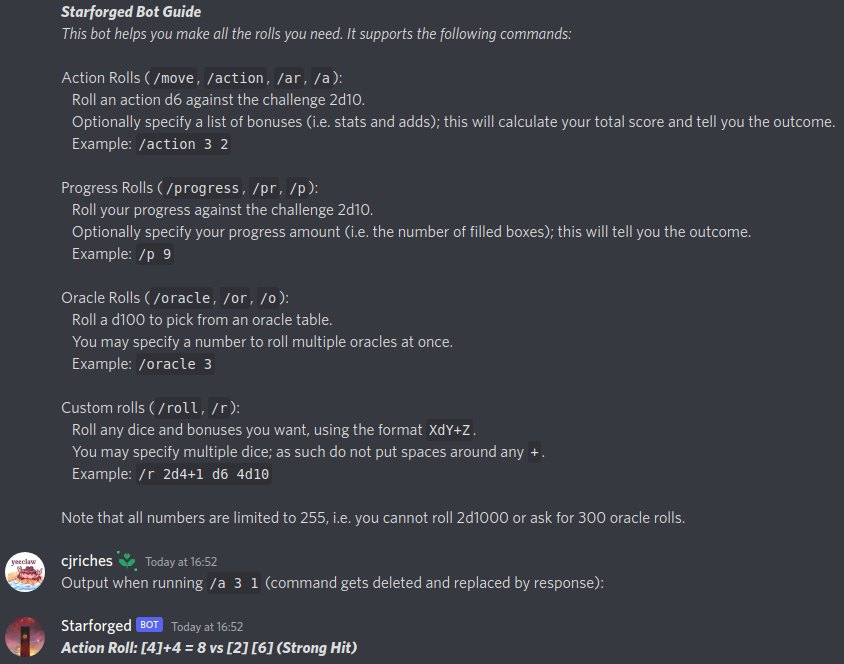 Starforged Bot Guide
This bot helps you make all the rolls you need. It supports the following commands:
Action Rolls (/move, /action, /ar, /a):
Roll an action d6 against the challenge 2d10.
Optionally specify a list of bonuses (i.e. stats and adds); this will calculate your total score and tell you the outcome.
Example: /action 3 2
Progress Rolls (/progress, /pr, /p):
Roll your progress against the challenge 2d10.
Optionally specify your progress amount (i.e. the number of filled boxes); this will tell you the outcome.
Example: /p 9
Oracle Rolls (/oracle, /or, /o):
Roll a d100 to pick from an oracle table.
You may specify a number to roll multiple oracles at once.
Example: /oracle 3
Custom rolls (/roll, /r):
Roll any dice and bonuses you want, using the format XdY+Z.
You may specify multiple dice; as such do not put spaces around any +.
Example: /r 2d4+1 d6 4d10
Note that all numbers are limited to 255, i.e. you cannot roll 2d1000 or ask for 300 oracle rolls.
yeeclaw
cjriches Today at 16:52
Output when running /a 3 1 (command gets deleted and replaced by response):
Starforged BOT Today at 16:52
Action Roll: [4]+4 = 8 vs [2] [6] (Strong Hit)